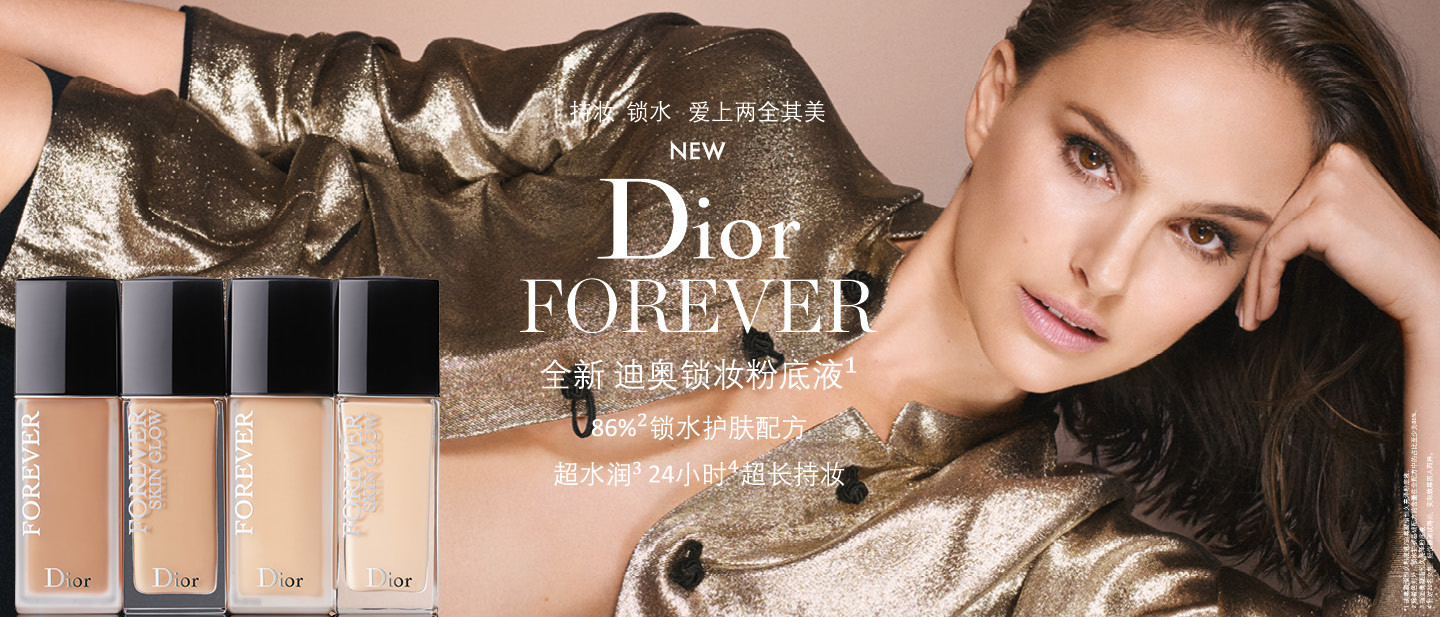 持妆 锁水 · 爱上两全其美
NEW
Dior
FOREVER
全新 迪奥锁妆粉底液¹
86%²锁水护肤配方
超水润³ 24小时⁴超长持妆
FOREVER
Dior
FOREVER
SKIN GLOW
Dior
FOREVER
Dior
FOREVER
SKIN GLOW
Dior